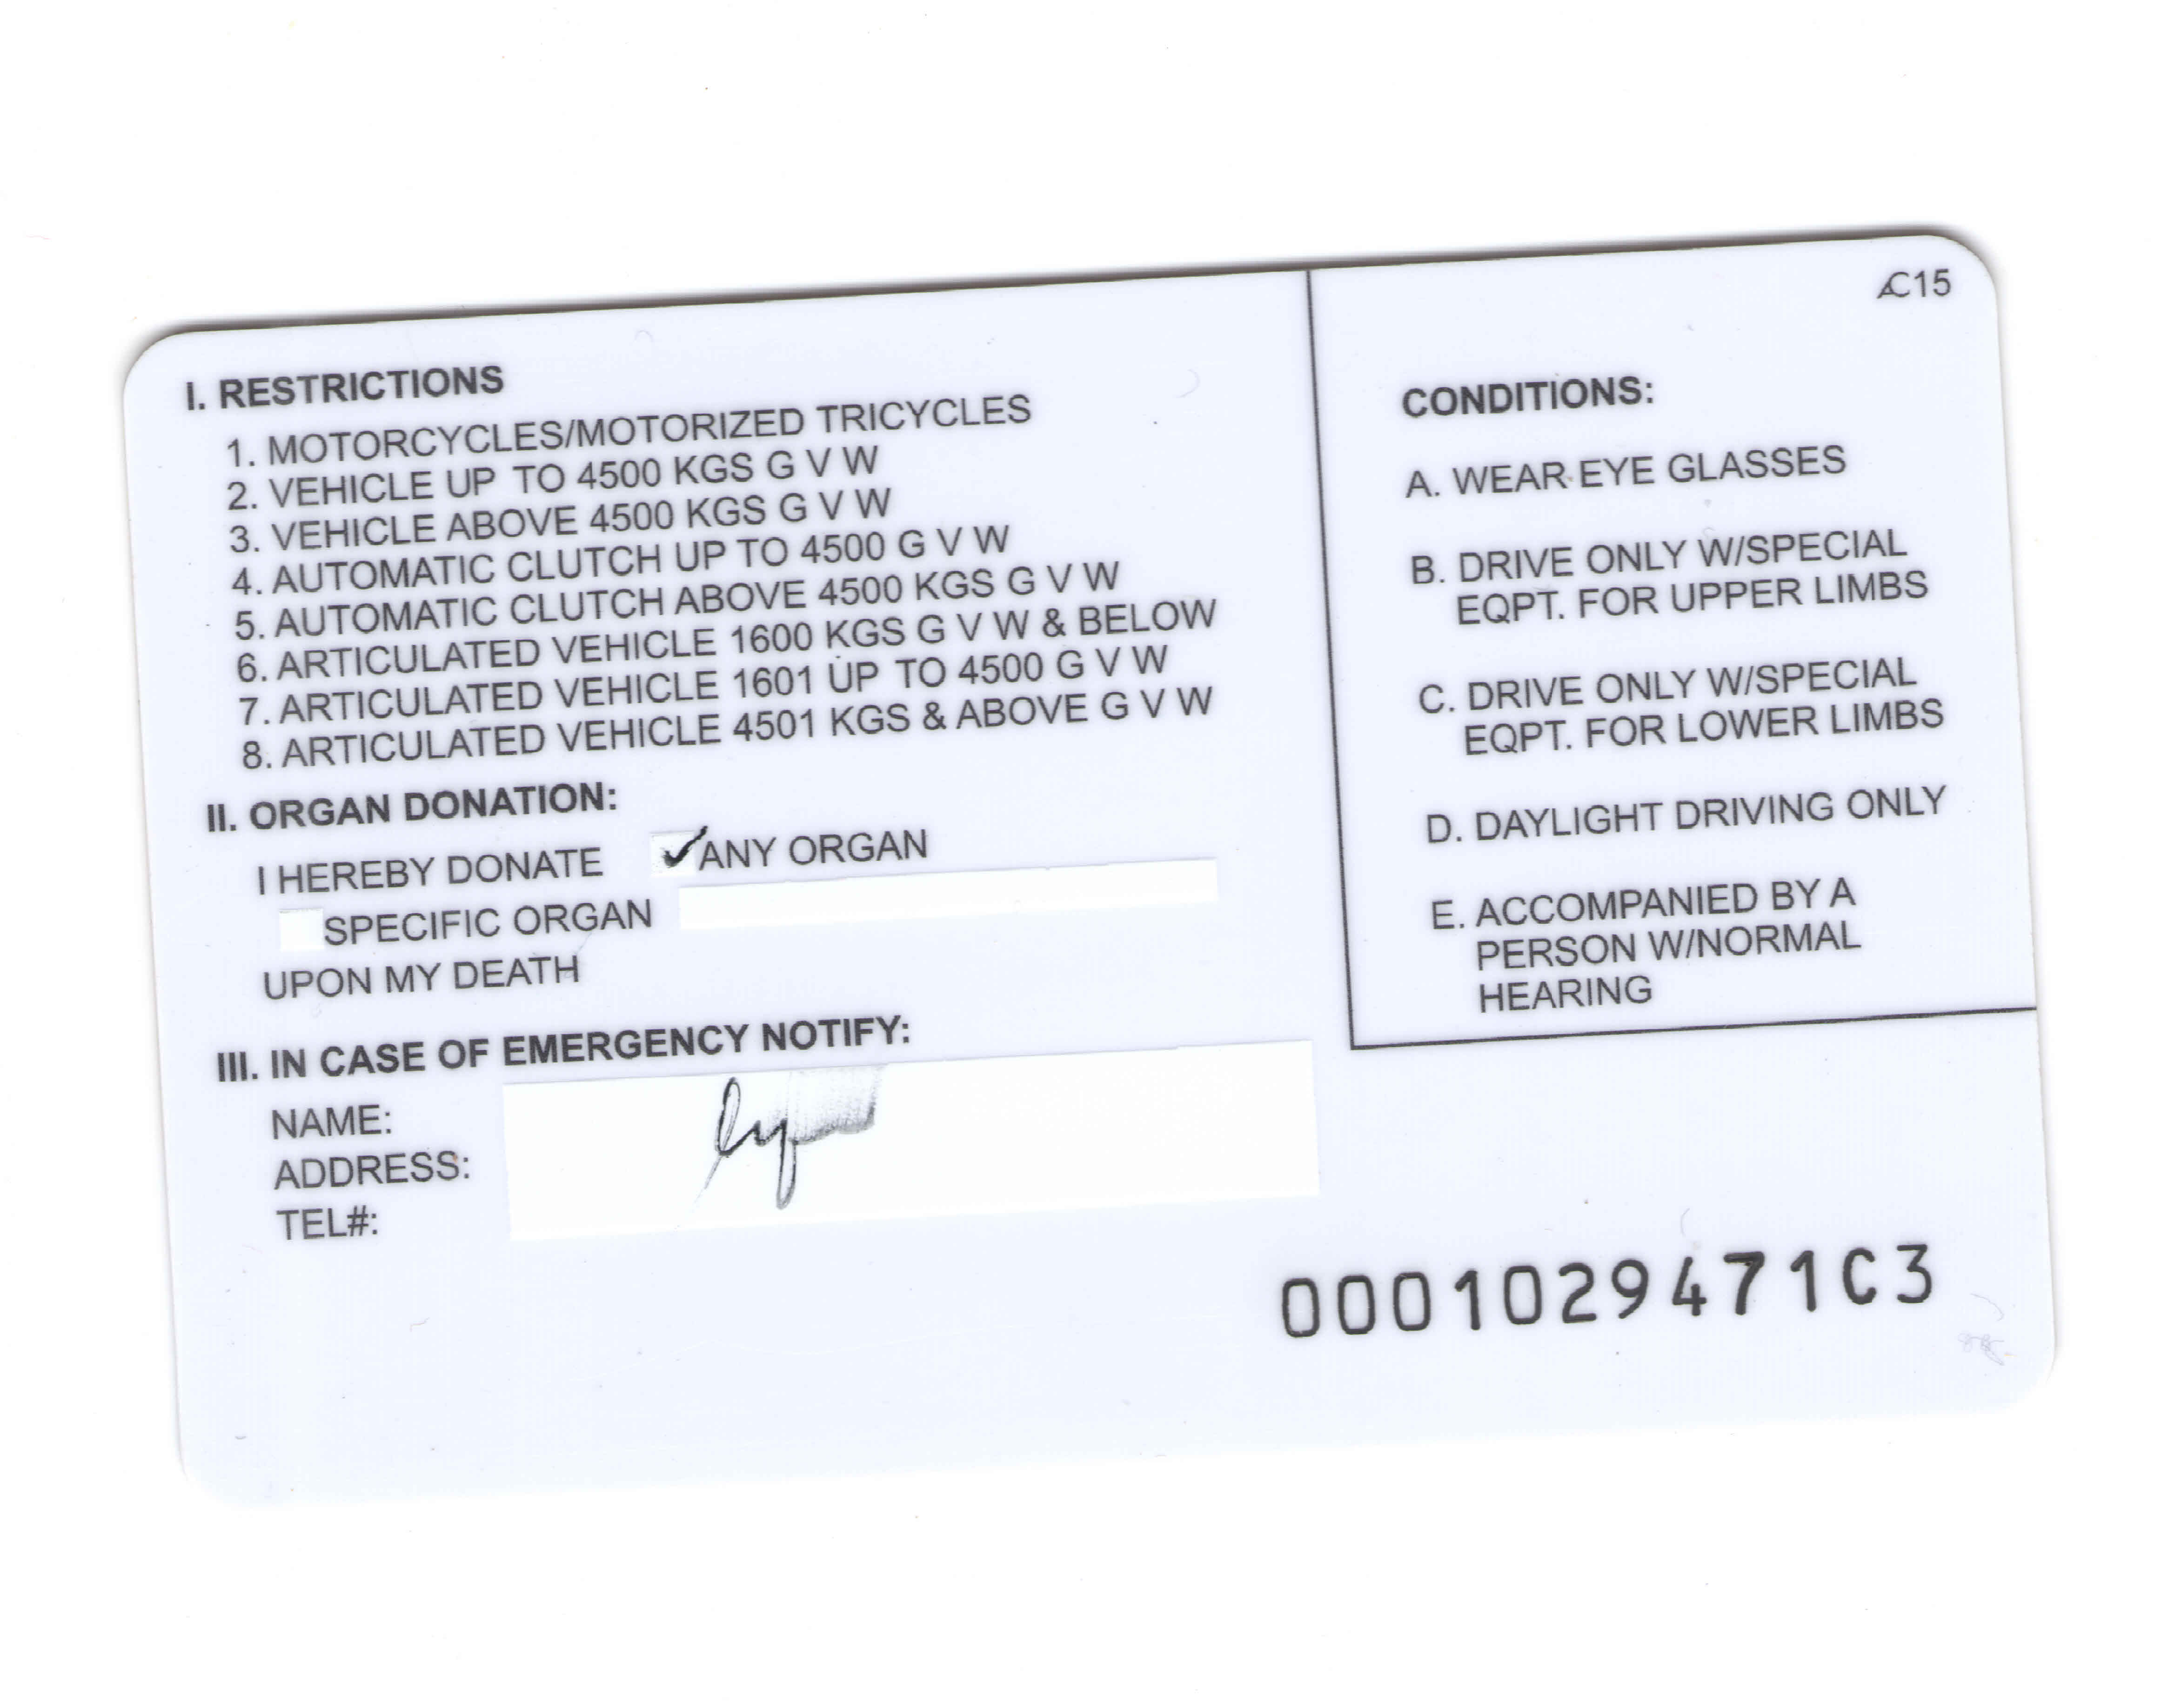 I. RESTRICTIONS
1. MOTORCYCLES/MOTORIZED TRICYCLES
2. VEHICLE UP TO 4500 KGS G V W
3. VEHICLE ABOVE 4500 KGS G V W
4. AUTOMATIC CLUTCH UP TO 4500 G V W
5. AUTOMATIC CLUTCH ABOVE 4500 KGS G V W
6. ARTICULATED VEHICLE 1600 KGS G V W & BELOW
7. ARTICULATED VEHICLE 1601 UP TO 4500 G V W
8. ARTICULATED VEHICLE 4501 KGS & ABOVE G V W
II. ORGAN DONATION:
I HEREBY DONATE ✓ ANY ORGAN
SPECIFIC ORGAN
UPON MY DEATH
III. IN CASE OF EMERGENCY NOTIFY:
NAME:
ADDRESS:
TEL#:
AC15
CONDITIONS:
A. WEAR EYE GLASSES
B. DRIVE ONLY W/SPECIAL
EQPT. FOR UPPER LIMBS
C. DRIVE ONLY W/SPECIAL
EQPT. FOR LOWER LIMBS
D. DAYLIGHT DRIVING ONLY
E. ACCOMPANIED BY A
PERSON W/NORMAL
HEARING
0001029471C3